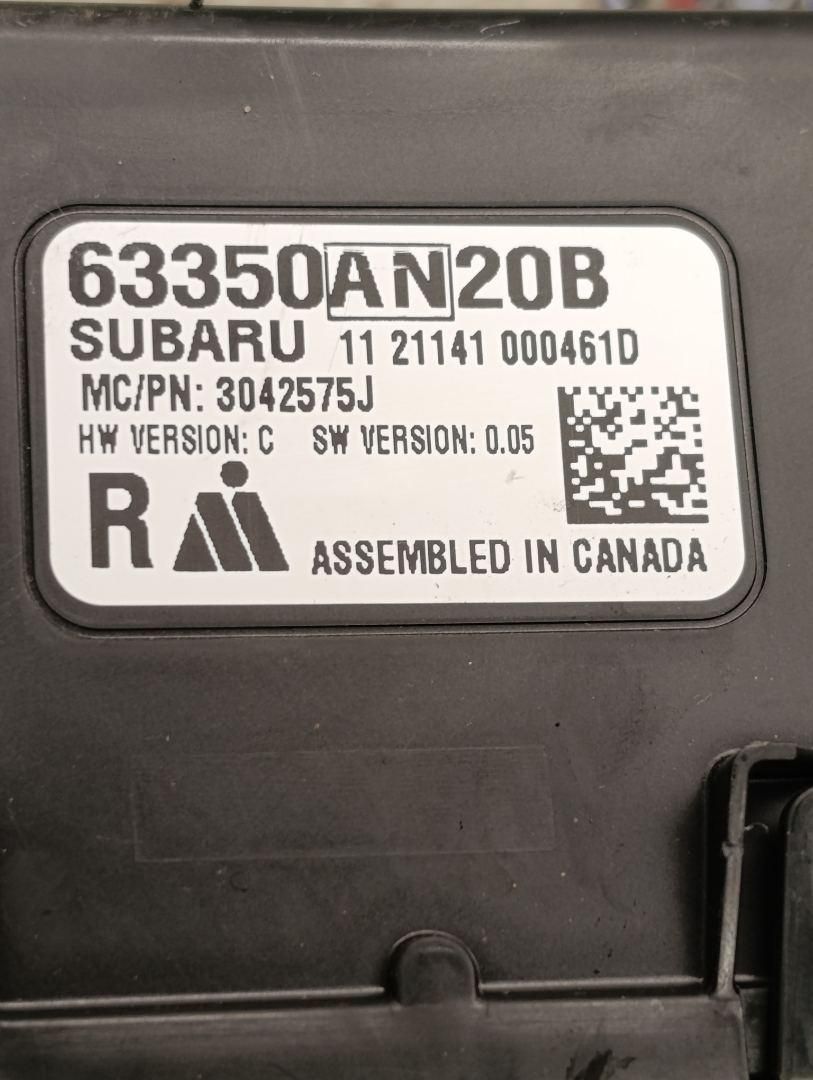 63350AN20B
SUBARU 11 21141 000461D
MC/PN: 3042575J
HW VERSION: C SW VERSION: 0.05
R
ASSEMBLED IN CANADA